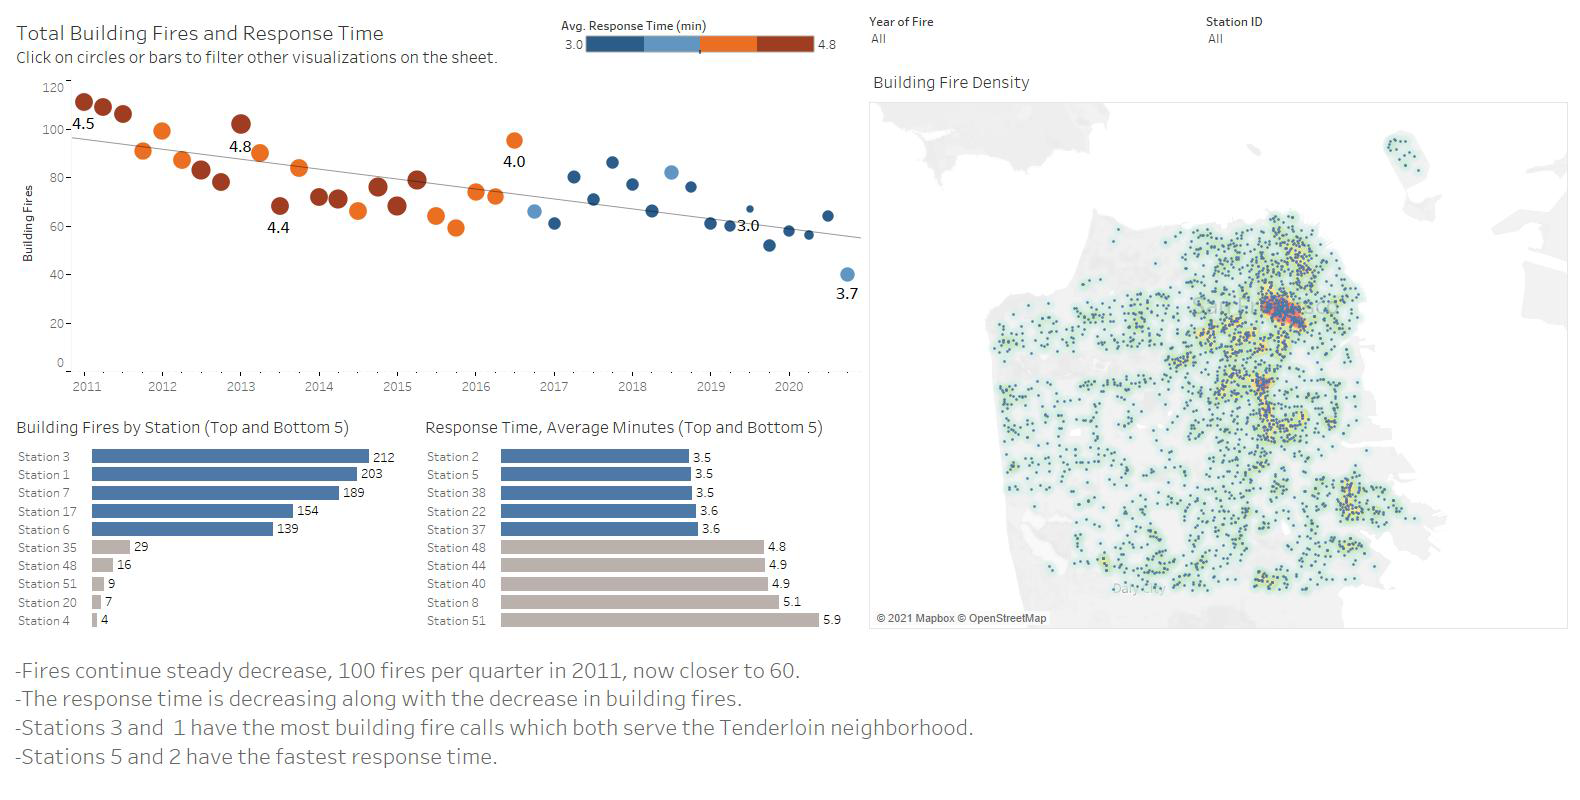 Total Building Fires and Response Time
Click on circles or bars to filter other visualizations on the sheet.
Avg. Response Time (min)
3.0 4.8
Year of Fire
All
Station ID
All
Building Fires
120
100
80
60
40
20
0
4.5
4.8
4.4
4.0
3.0
3.7
2011 2012 2013 2014 2015 2016 2017 2018 2019 2020
Building Fire Density
Daly City
© 2021 Mapbox © OpenStreetMap
Building Fires by Station (Top and Bottom 5)
Station 3 212
Station 1 203
Station 7 189
Station 17 154
Station 6 139
Station 35 29
Station 48 16
Station 51 9
Station 20 7
Station 4 4
Response Time, Average Minutes (Top and Bottom 5)
Station 2 3.5
Station 5 3.5
Station 38 3.5
Station 22 3.6
Station 37 3.6
Station 48 4.8
Station 44 4.9
Station 40 4.9
Station 8 5.1
Station 51 5.9
-Fires continue steady decrease, 100 fires per quarter in 2011, now closer to 60.
-The response time is decreasing along with the decrease in building fires.
-Stations 3 and 1 have the most building fire calls which both serve the Tenderloin neighborhood.
-Stations 5 and 2 have the fastest response time.